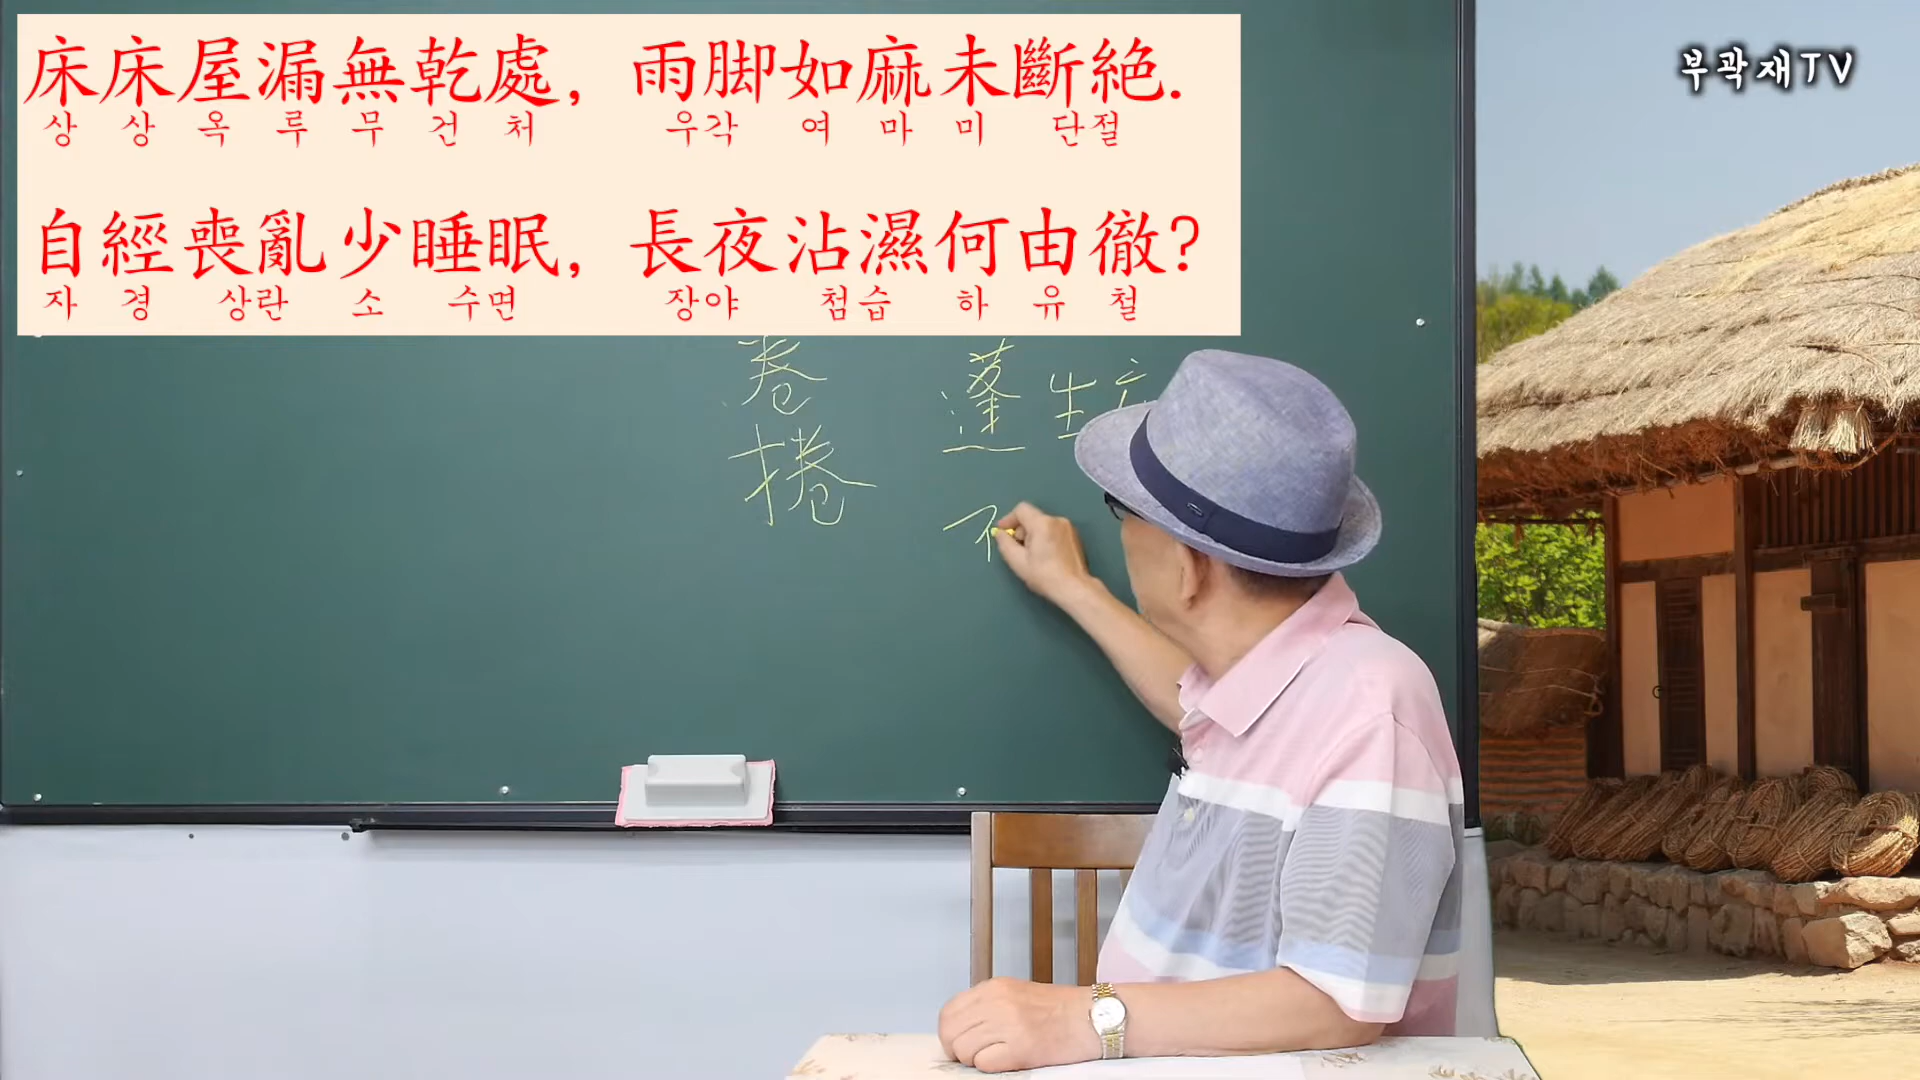 床床屋漏無乾處, 雨脚如麻未斷絶.
상 상 옥 루 무 건 처 우각 여 마 미 단절
自經喪亂少睡眠, 長夜沾濕何由徹?
자 경 상란 소 수면 장야 첨습 하 유 철
부곽재TV
卷 蓬生
捲 不